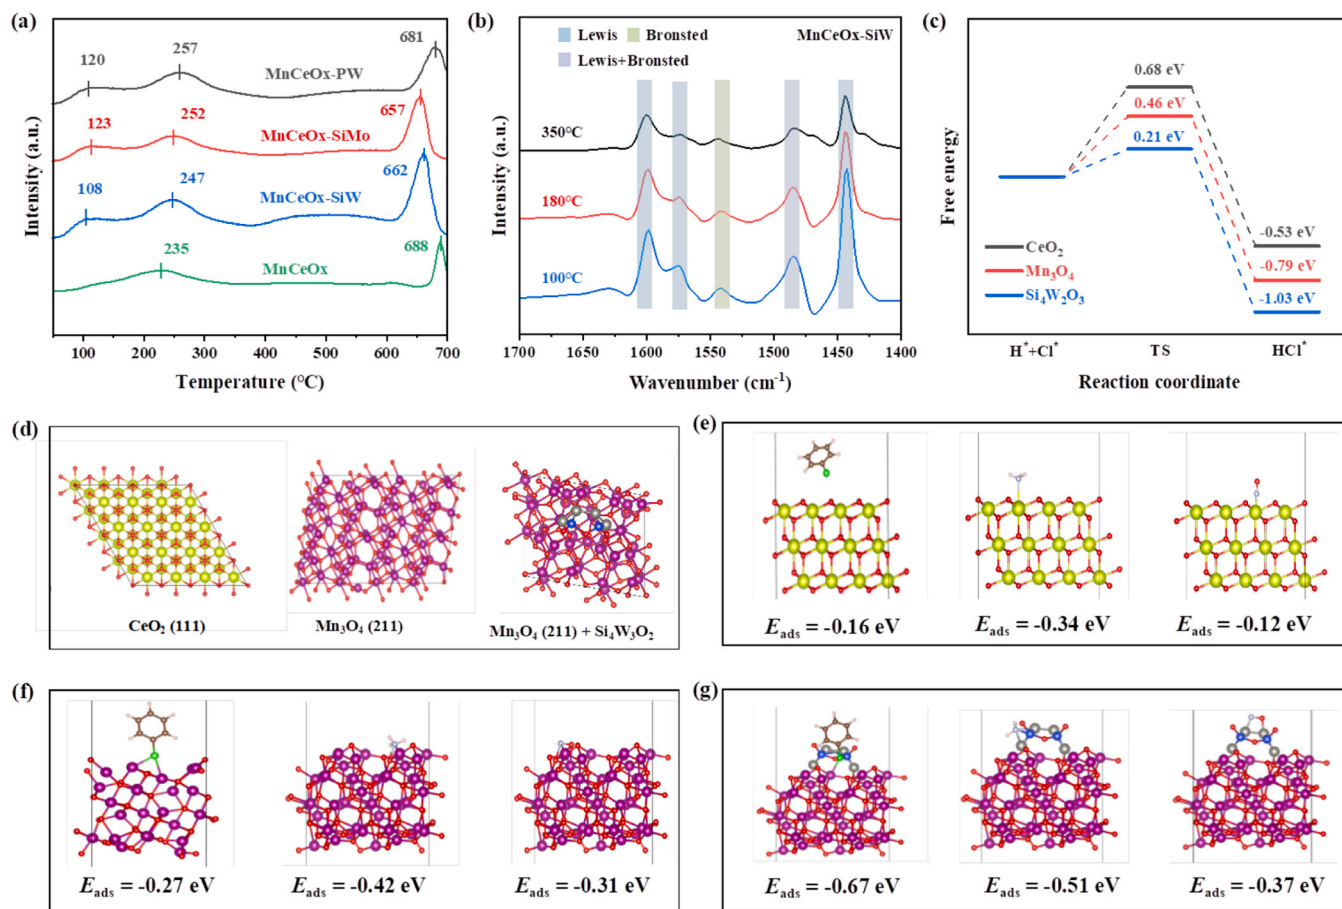 (a)
681
257
120
MnCeOx-PW
657
123
252
MnCeOx-SiMo
662
108
247
MnCeOx-SiW
688
235
MnCeOx
Intensity (a.u.)
100 200 300 400 500 600 700
Temperature (°C)
(b)
Lewis Bronsted MnCeOx-SiW
Lewis+Bronsted
350°C
180°C
100°C
Intensity (a.u.)
1700 1650 1600 1550 1500 1450 1400
Wavenumber (cm⁻¹)
(c)
0.68 eV
0.46 eV
0.21 eV
-0.53 eV
-0.79 eV
-1.03 eV
CeO₂
Mn₃O₄
Si₄W₂O₃
Free energy
H*+Cl* TS HCl*
Reaction coordinate
(d)
CeO₂ (111) Mn₃O₄ (211) Mn₃O₄ (211) + Si₄W₃O₂
(e)
Eads = -0.16 eV Eads = -0.34 eV Eads = -0.12 eV
(f)
Eads = -0.27 eV Eads = -0.42 eV Eads = -0.31 eV
(g)
Eads = -0.67 eV Eads = -0.51 eV Eads = -0.37 eV